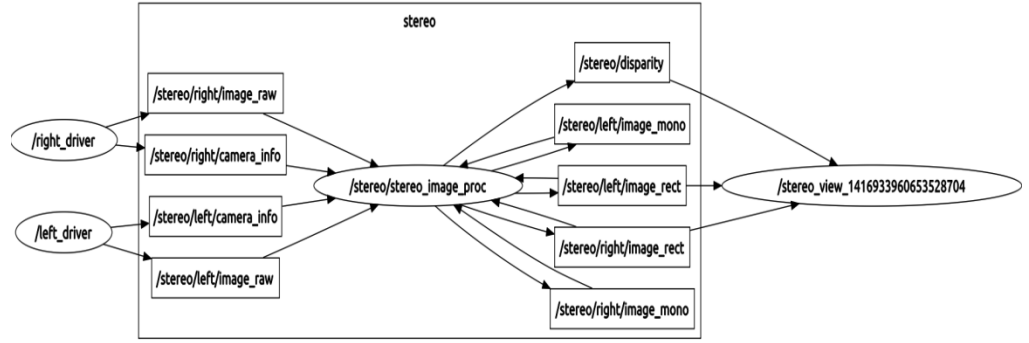 stereo
/stereo/disparity
/stereo/right/image_raw
/stereo/left/image_mono
/right_driver
/stereo/right/camera_info
/stereo/stereo_image_proc
/stereo/left/image_rect
/stereo_view_1416933960653528704
/stereo/left/camera_info
/left_driver
/stereo/right/image_rect
/stereo/left/image_raw
/stereo/right/image_mono